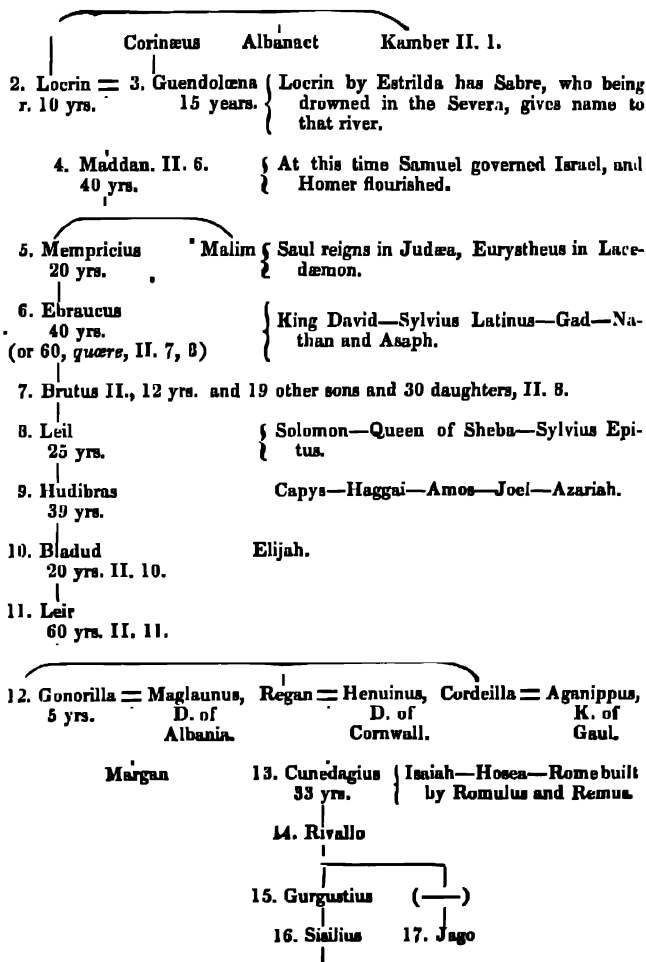 Corinæus Albanact Kamber II. 1.
2. Locrin = 3. Guendolœna { Locrin by Estrilda has Sabre, who being
r. 10 yrs. 15 years. drowned in the Severn, gives name to
that river.
4. Maddan. II. 6. { At this time Samuel governed Israel, and
40 yrs. Homer flourished.
5. Mempricius Malim { Saul reigns in Judæa, Eurystheus in Lace-
20 yrs. dæmon.
6. Ebraucus { King David—Sylvius Latinus—Gad—Na-
40 yrs. than and Asaph.
(or 60, quære, II. 7, 8)
7. Brutus II., 12 yrs. and 19 other sons and 30 daughters, II. 8.
8. Leil { Solomon—Queen of Sheba—Sylvius Epi-
25 yrs. tus.
9. Hudibras Capys—Haggai—Amos—Joel—Azariah.
39 yrs.
10. Bladud Elijah.
20 yrs. II. 10.
11. Leir
60 yrs. II. 11.
12. Gonorilla = Maglaunus, Regan = Henuinus, Cordeilla = Aganippus,
5 yrs. D. of D. of K. of
Albania. Cornwall. Gaul.
Margan 13. Cunedagius { Isaiah—Hosea—Rome built
33 yrs. by Romulus and Remus.
14. Rivallo
15. Gurgustius (——)
16. Sisilius 17. Jago